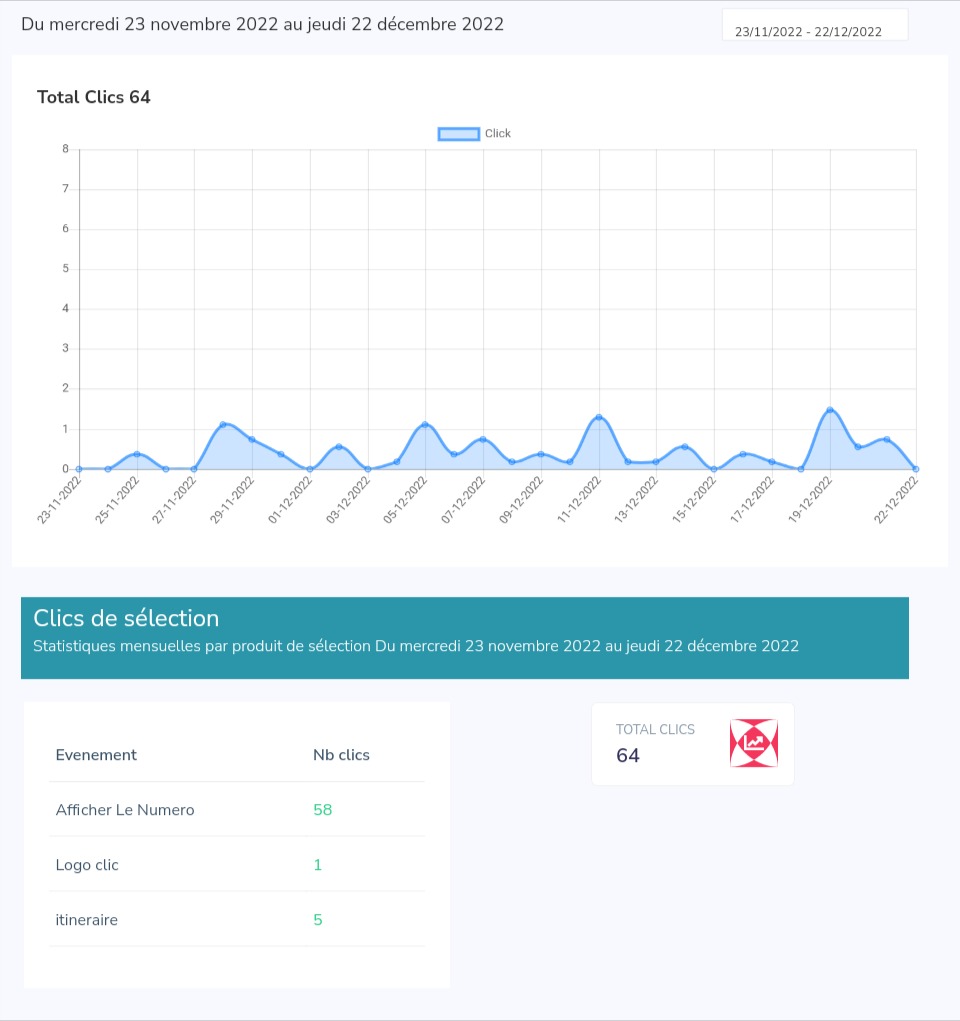 Du mercredi 23 novembre 2022 au jeudi 22 décembre 2022
23/11/2022 - 22/12/2022
Total Clics 64
Click
8
7
6
5
4
3
2
1
0
23-11-2022
25-11-2022
27-11-2022
29-11-2022
01-12-2022
03-12-2022
05-12-2022
07-12-2022
09-12-2022
11-12-2022
13-12-2022
15-12-2022
17-12-2022
19-12-2022
22-12-2022
Clics de sélection
Statistiques mensuelles par produit de sélection Du mercredi 23 novembre 2022 au jeudi 22 décembre 2022
Evenement Nb clics
Afficher Le Numero 58
Logo clic 1
itineraire 5
TOTAL CLICS
64